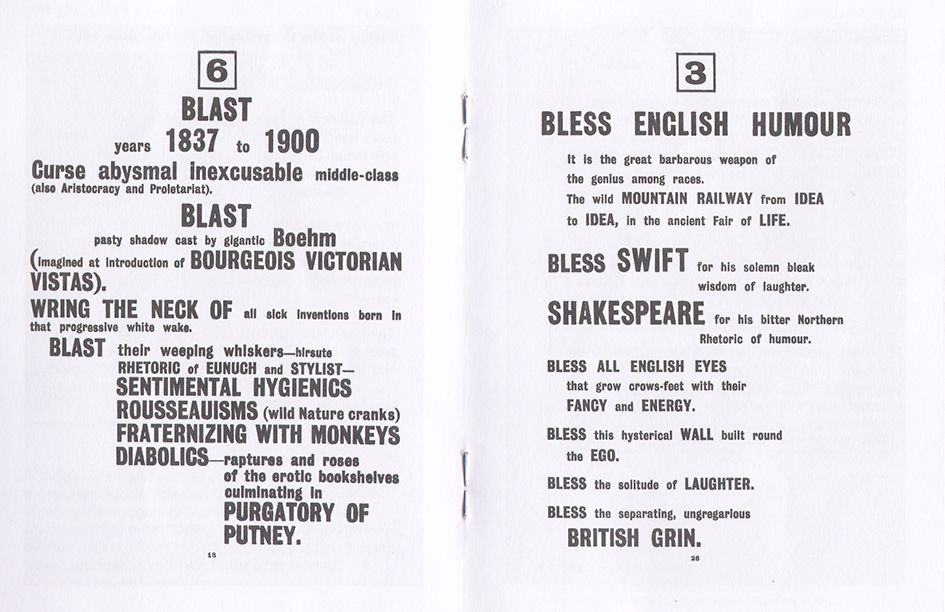 6
BLAST
years 1837 to 1900
Curse abysmal inexcusable middle-class
(also Aristocracy and Proletariat).
BLAST
pasty shadow cast by gigantic Boehm
(Imagined at introduction of BOURGEOIS VICTORIAN
VISTAS).
WRING THE NECK OF all sick inventions born in
that progressive white wake.
BLAST their weeping whiskers—hirsute
RHETORIC of EUNUCH and STYLIST—
SENTIMENTAL HYGIENICS
ROUSSEAUISMS (wild Nature cranks)
FRATERNIZING WITH MONKEYS
DIABOLICS—raptures and roses
of the erotic bookshelves
culminating in
PURGATORY OF
PUTNEY.
18
3
BLESS ENGLISH HUMOUR
It is the great barbarous weapon of
the genius among races.
The wild MOUNTAIN RAILWAY from IDEA
to IDEA, in the ancient Fair of LIFE.
BLESS SWIFT for his solemn bleak
wisdom of laughter.
SHAKESPEARE for his bitter Northern
Rhetoric of humour.
BLESS ALL ENGLISH EYES
that grow crows-feet with their
FANCY and ENERGY.
BLESS this hysterical WALL built round
the EGO.
BLESS the solitude of LAUGHTER.
BLESS the separating, ungregarious
BRITISH GRIN.
26